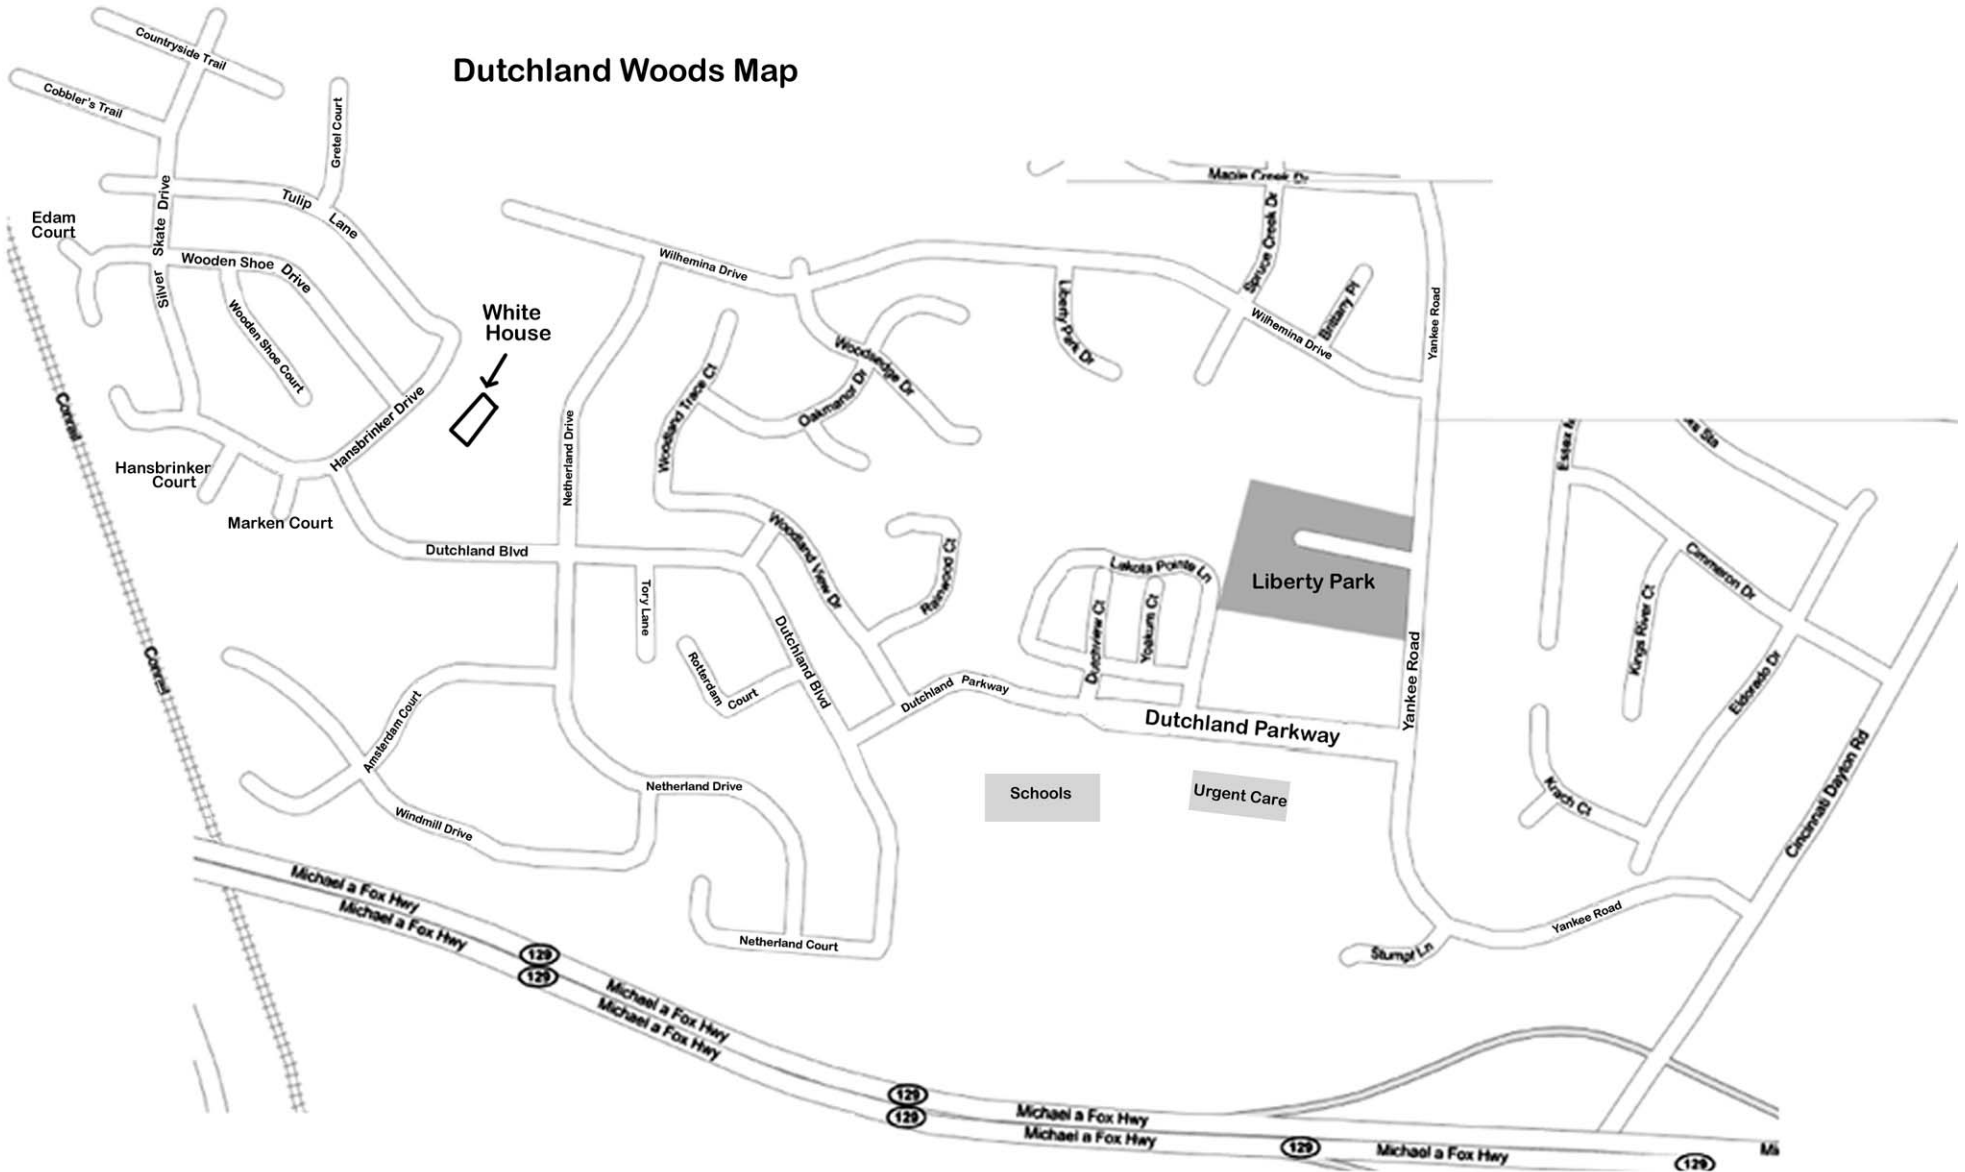 Dutchland Woods Map
Countryside Trail
Cobbler's Trail
Gretel Court
Silver Skate Drive
Tulip Lane
Edam
Court
Wooden Shoe Drive
Wooden Shoe Court
White
House
Hansbrinker Drive
Hansbrinker
Court
Marken Court
Conrail
Conrail
Wilhemina Drive
Netherland Drive
Woodland Trace Ct
Woodsedge Dr
Oakmanor Dr
Liberty Park Dr
Maple Creek Dr
Spruce Creek Dr
Brittany Pl
Wilhemina Drive
Yankee Road
Dutchland Blvd
Tory Lane
Woodland View Dr
Rainwood Ct
Dutchland Blvd
Rotterdam Court
Dutchland Parkway
Lakota Pointe Ln
Dutchview Ct
Yoakum Ct
Liberty Park
Yankee Road
Dutchland Parkway
Schools
Urgent Care
Essex
Sta
Cimmeron Dr
Kings River Ct
Eldorado Dr
Krach Ct
Cincinnati Dayton Rd
Amsterdam Court
Windmill Drive
Netherland Drive
Netherland Court
Yankee Road
Stumpf Ln
Michael a Fox Hwy
Michael a Fox Hwy
129
129
Michael a Fox Hwy
Michael a Fox Hwy
129
129
Michael a Fox Hwy
Michael a Fox Hwy
129
Michael a Fox Hwy
129
Mi